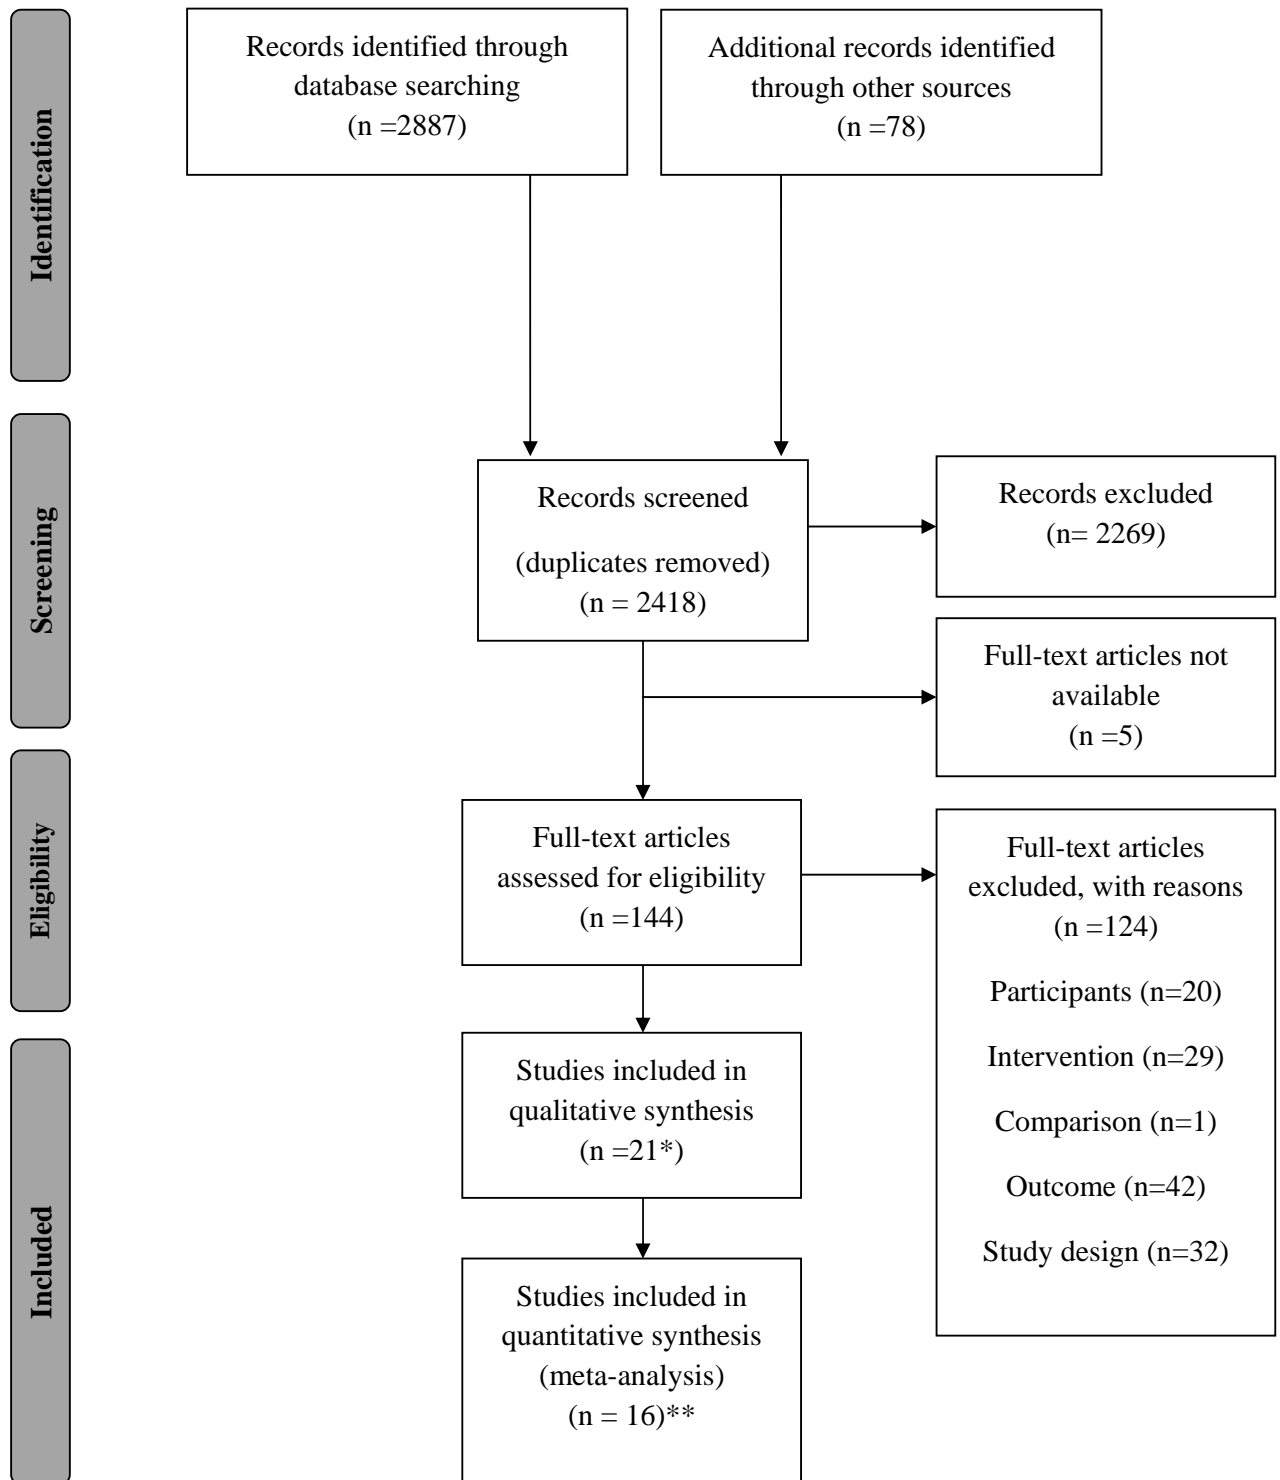 Identification
Records identified through
database searching
(n =2887)
Additional records identified
through other sources
(n =78)
Screening
Records screened
(duplicates removed)
(n = 2418)
Records excluded
(n= 2269)
Full-text articles not
available
(n =5)
Eligibility
Full-text articles
assessed for eligibility
(n =144)
Full-text articles
excluded, with reasons
(n =124)
Participants (n=20)
Intervention (n=29)
Comparison (n=1)
Outcome (n=42)
Study design (n=32)
Included
Studies included in
qualitative synthesis
(n =21*)
Studies included in
quantitative synthesis
(meta-analysis)
(n = 16)**